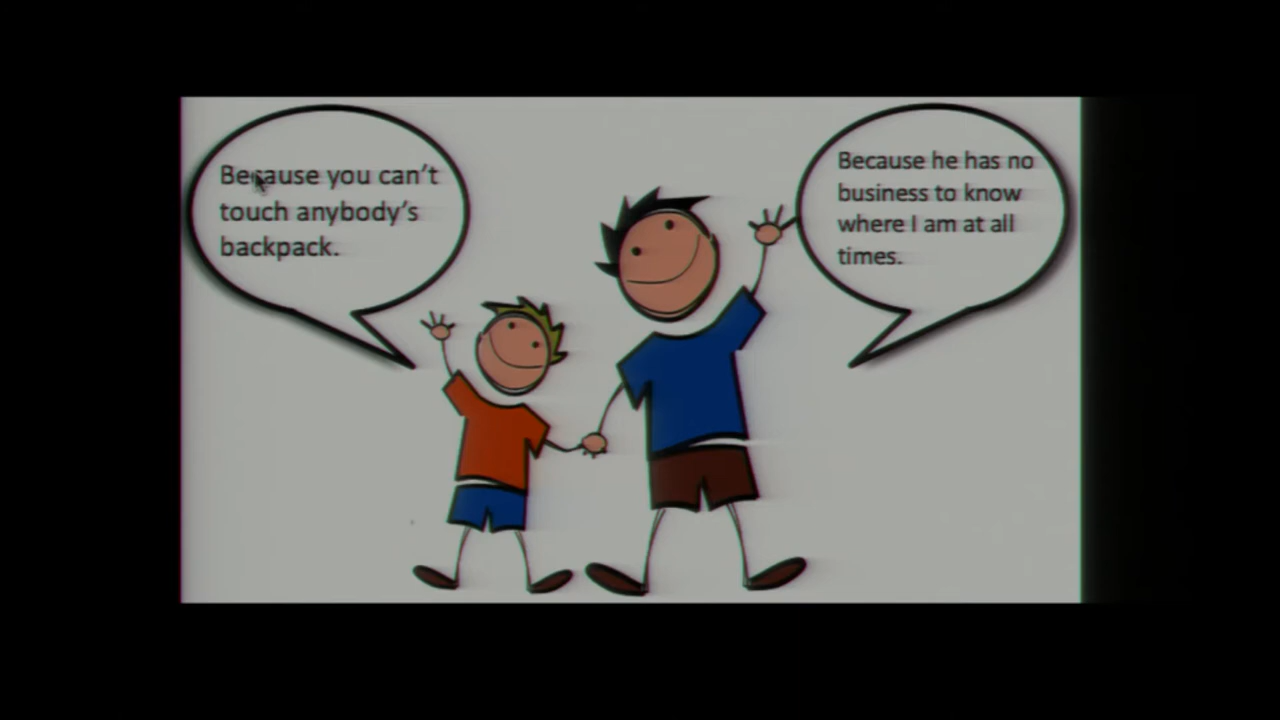 Because you can't
touch anybody's
backpack.
Because he has no
business to know
where I am at all
times.